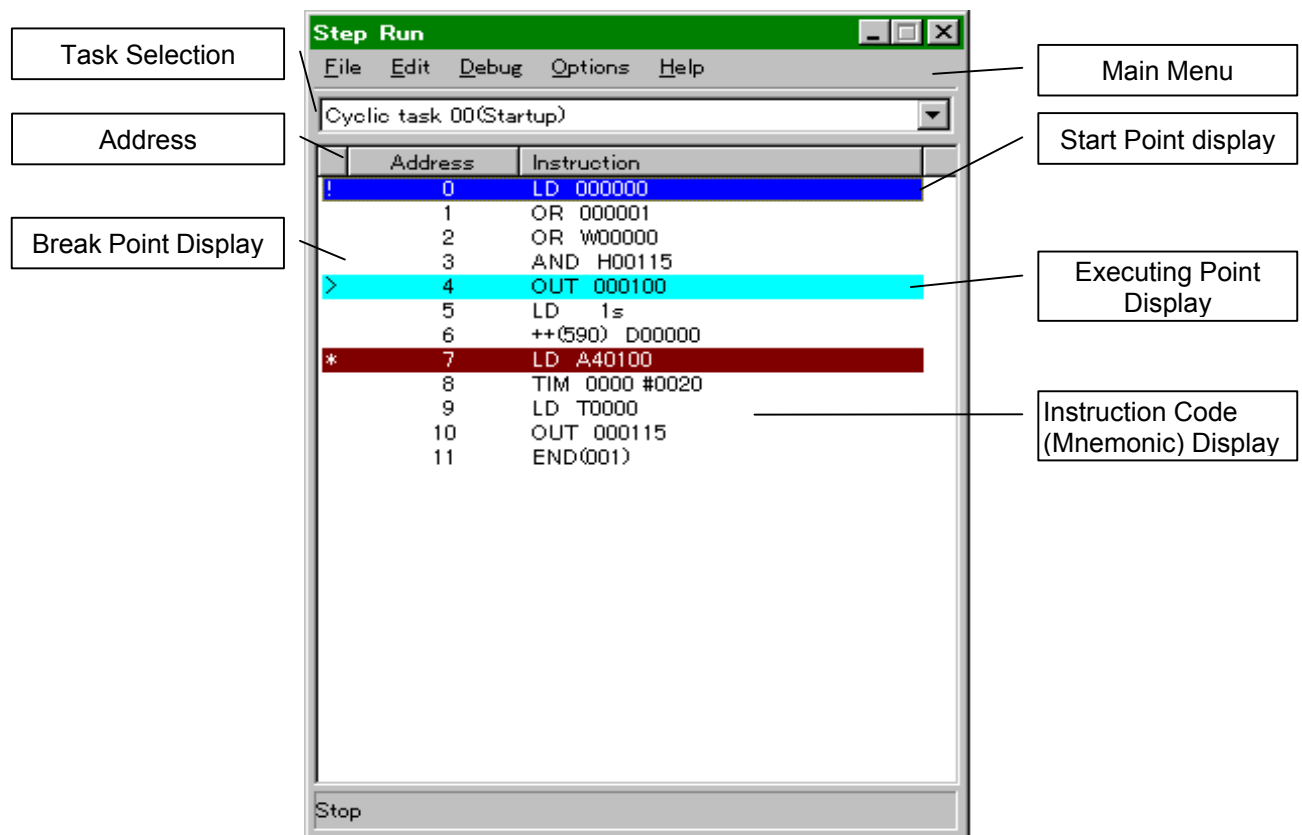 Step Run
File Edit Debug Options Help
Cyclic task 00(Startup)
Address Instruction
! 0 LD 000000
1 OR 000001
2 OR W00000
3 AND H00115
> 4 OUT 000100
5 LD 1s
6 ++(590) D00000
* 7 LD A40100
8 TIM 0000 #0020
9 LD T0000
10 OUT 000115
11 END(001)
Stop
Task Selection
Address
Break Point Display
Main Menu
Start Point display
Executing Point
Display
Instruction Code
(Mnemonic) Display